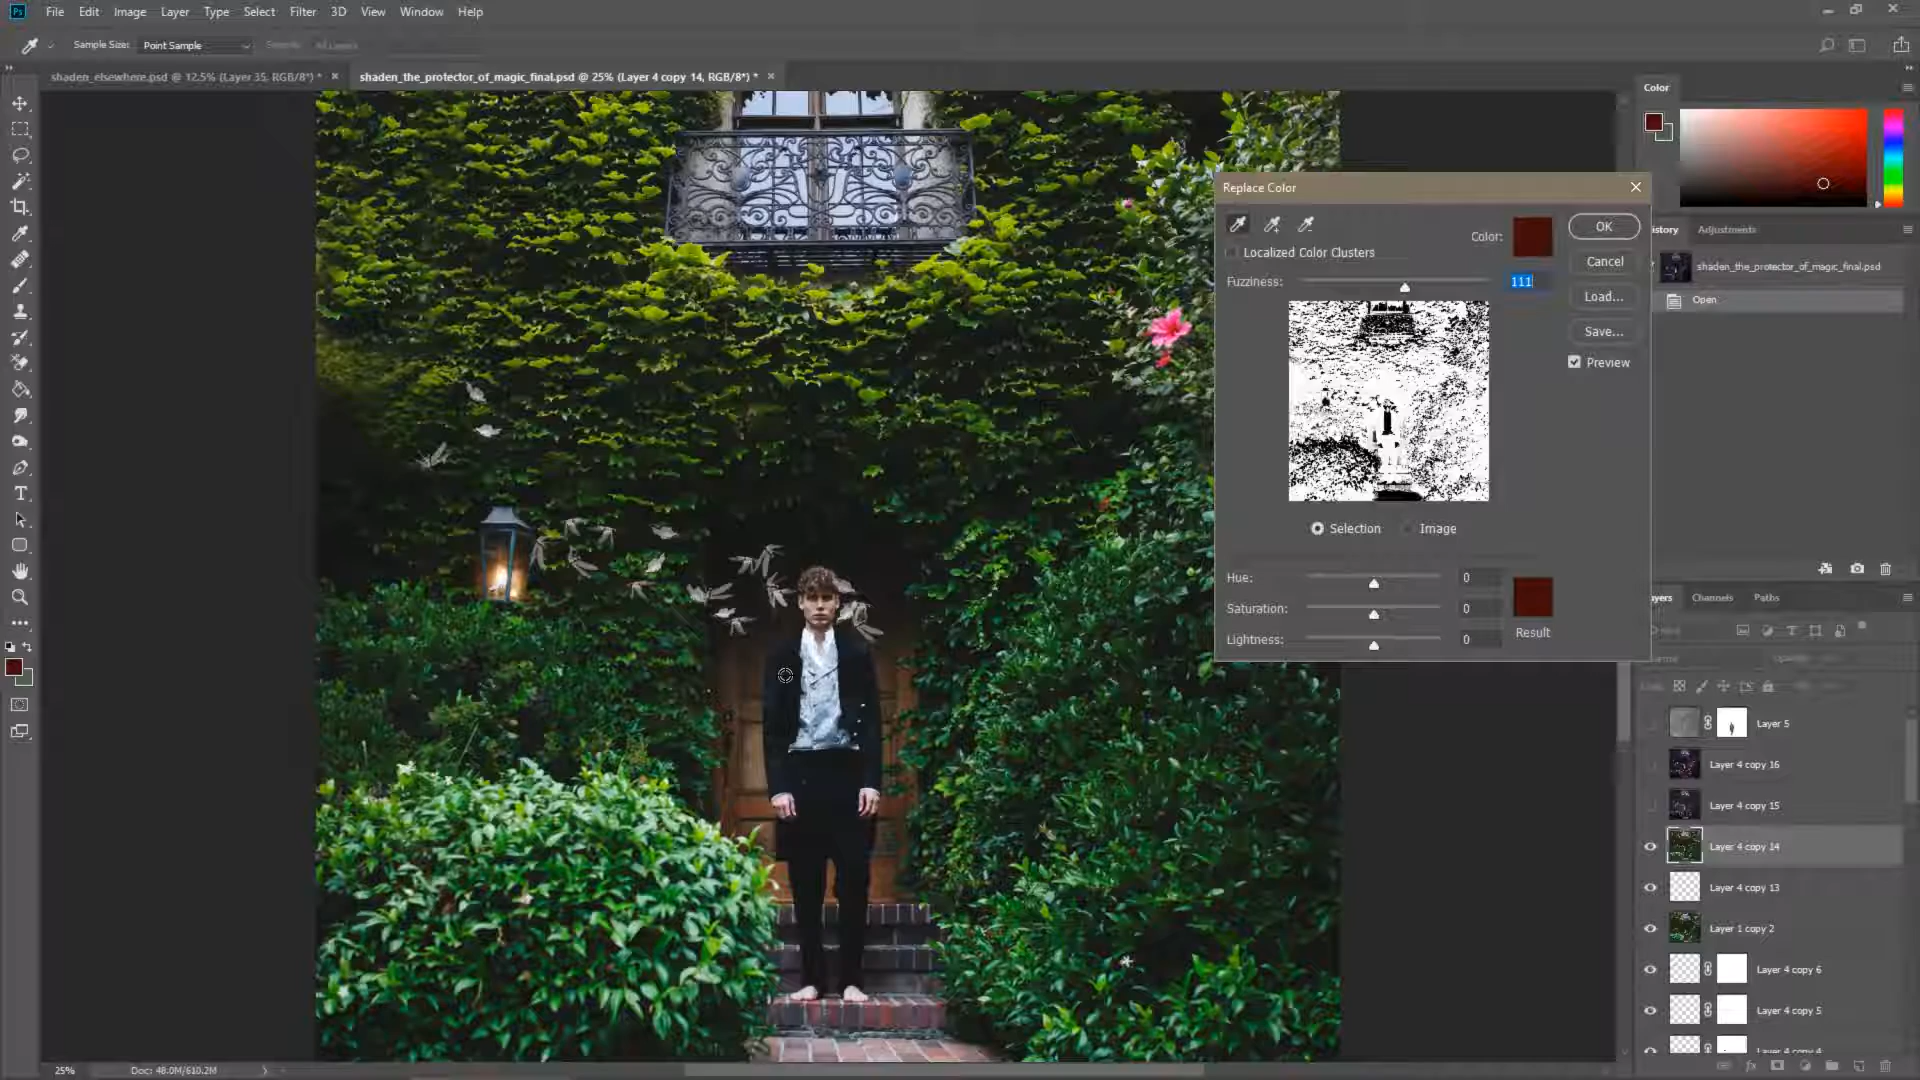 Ps File Edit Image Layer Type Select Filter 3D View Window Help
Sample Size: Point Sample
shaden_elsewhere.psd @ 12.5% (Layer 35, RGB/8*) *
shaden_the_protector_of_magic_final.psd @ 25% (Layer 4 copy 14, RGB/8*) *
Color
Replace Color
Color:
OK
Localized Color Clusters
Cancel
Fuzziness: 111
Load...
Save...
Preview
Selection Image
Hue: 0
Saturation: 0
Result
Lightness: 0
istory Adjustments
shaden_the_protector_of_magic_final.psd
Open
ayers Channels Paths
Layer 5
Layer 4 copy 16
Layer 4 copy 15
Layer 4 copy 14
Layer 4 copy 13
Layer 1 copy 2
Layer 4 copy 6
Layer 4 copy 5
Layer 4 copy 4
25% Doc: 48.0M/610.2M